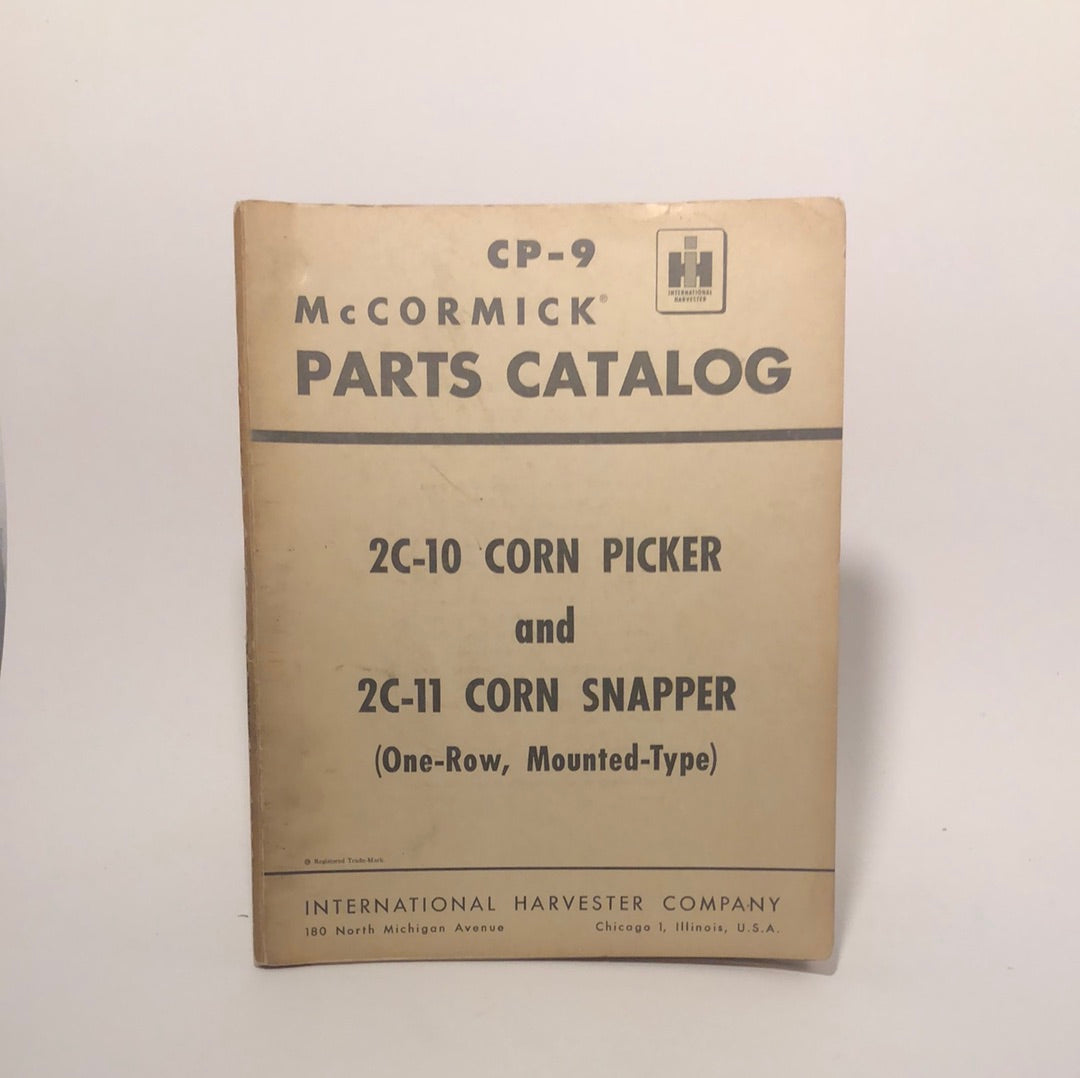 CP-9
IH
INTERNATIONAL
HARVESTER
McCORMICK®
PARTS CATALOG
2C-10 CORN PICKER
and
2C-11 CORN SNAPPER
(One-Row, Mounted-Type)
® Registered Trade-Mark
INTERNATIONAL HARVESTER COMPANY
180 North Michigan Avenue Chicago 1, Illinois, U.S.A.